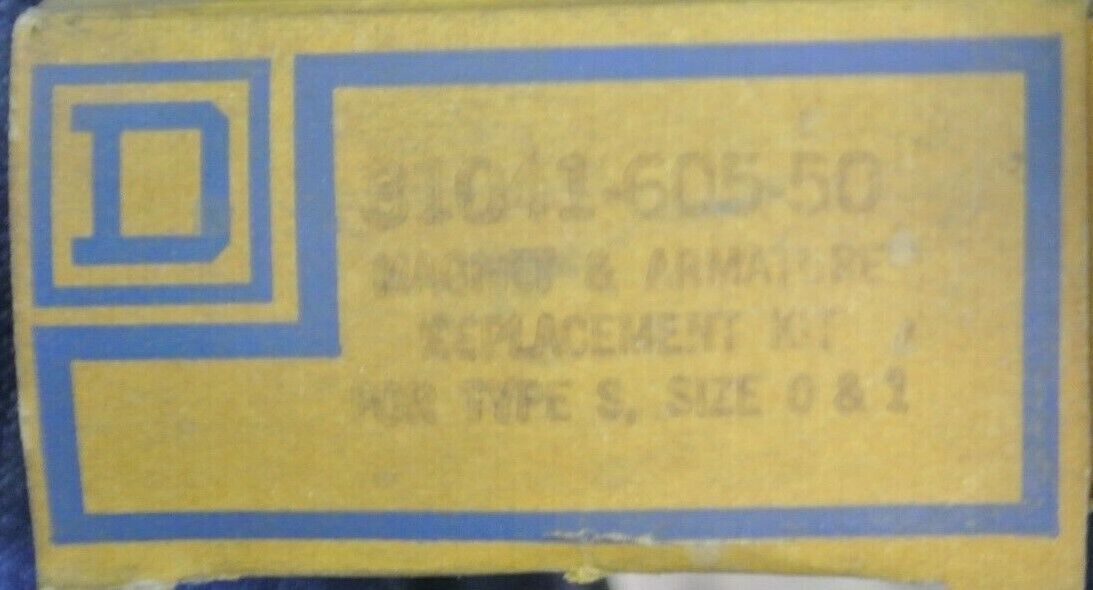 D
31041-605-50
MAGNET & ARMATURE
REPLACEMENT KIT
FOR TYPE S, SIZE 0 & 1